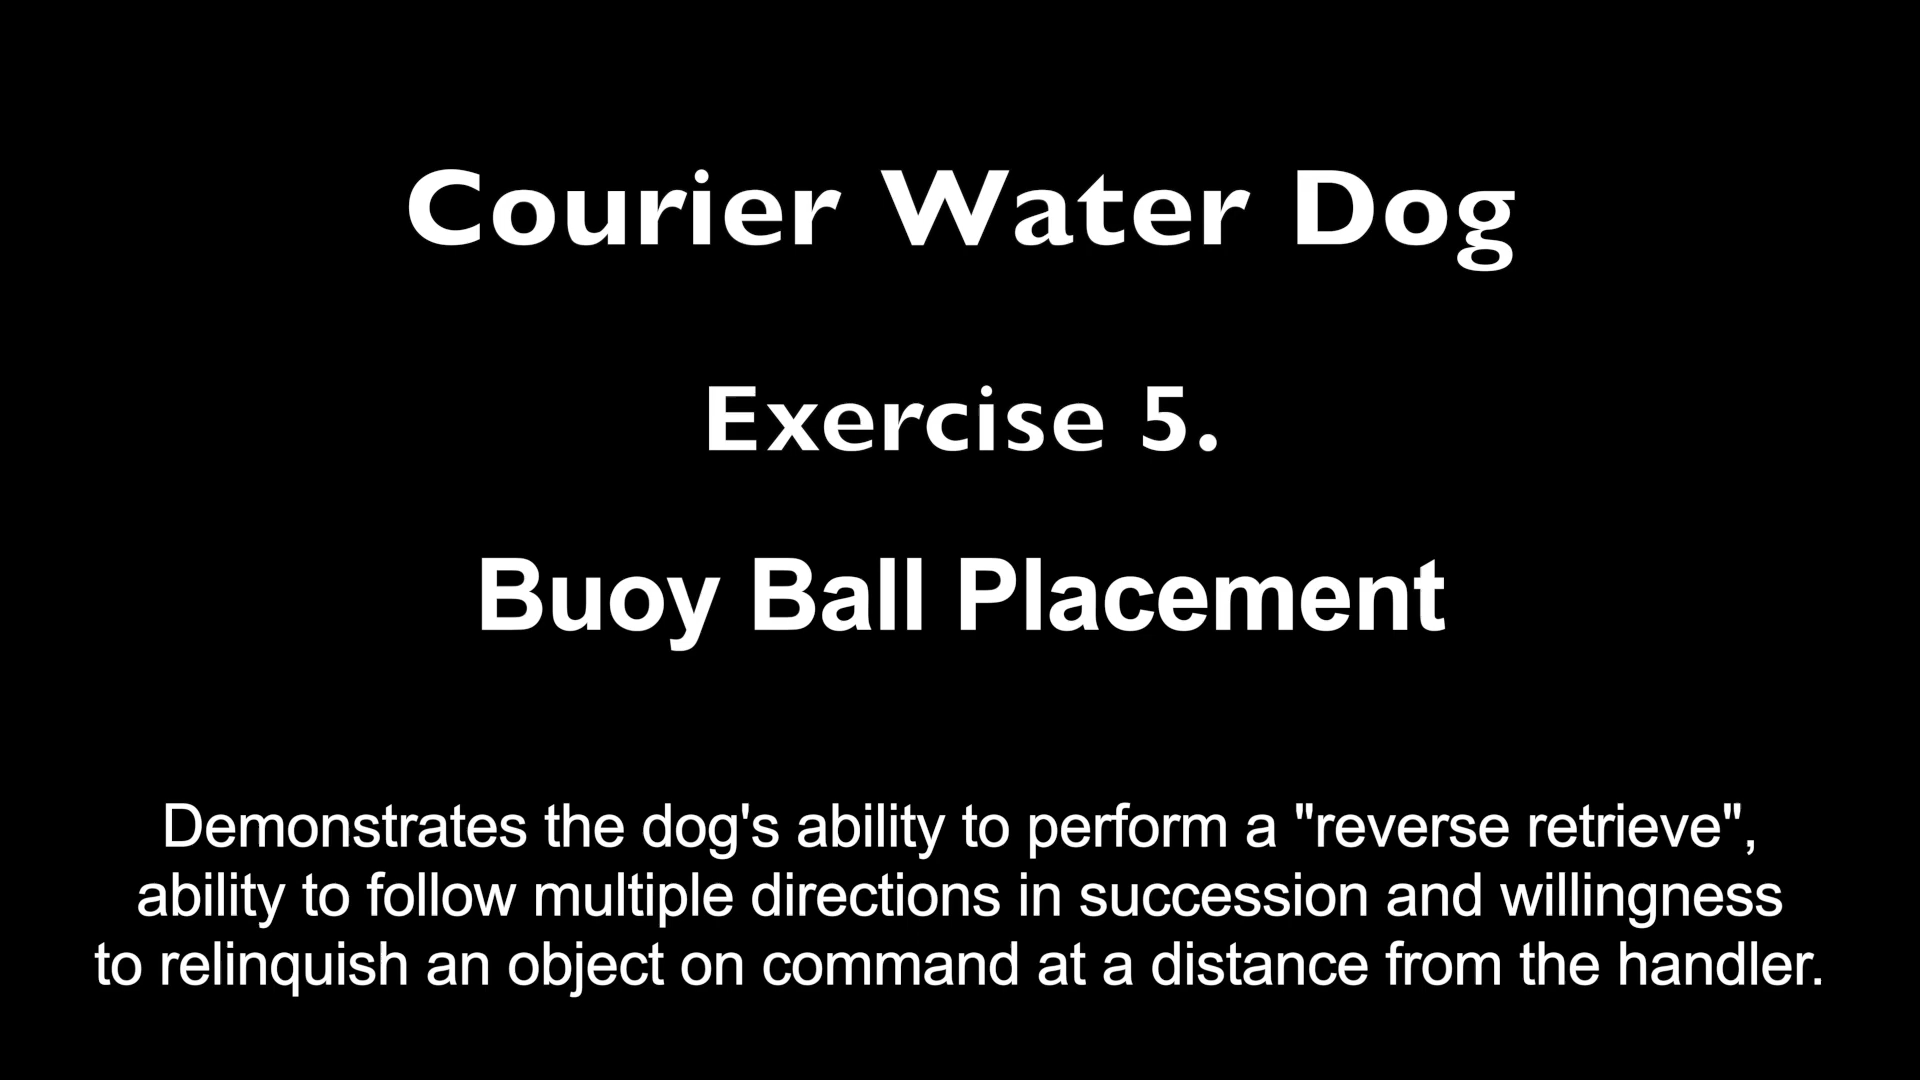 Courier Water Dog
Exercise 5.
Buoy Ball Placement
Demonstrates the dog's ability to perform a "reverse retrieve",
ability to follow multiple directions in succession and willingness
to relinquish an object on command at a distance from the handler.